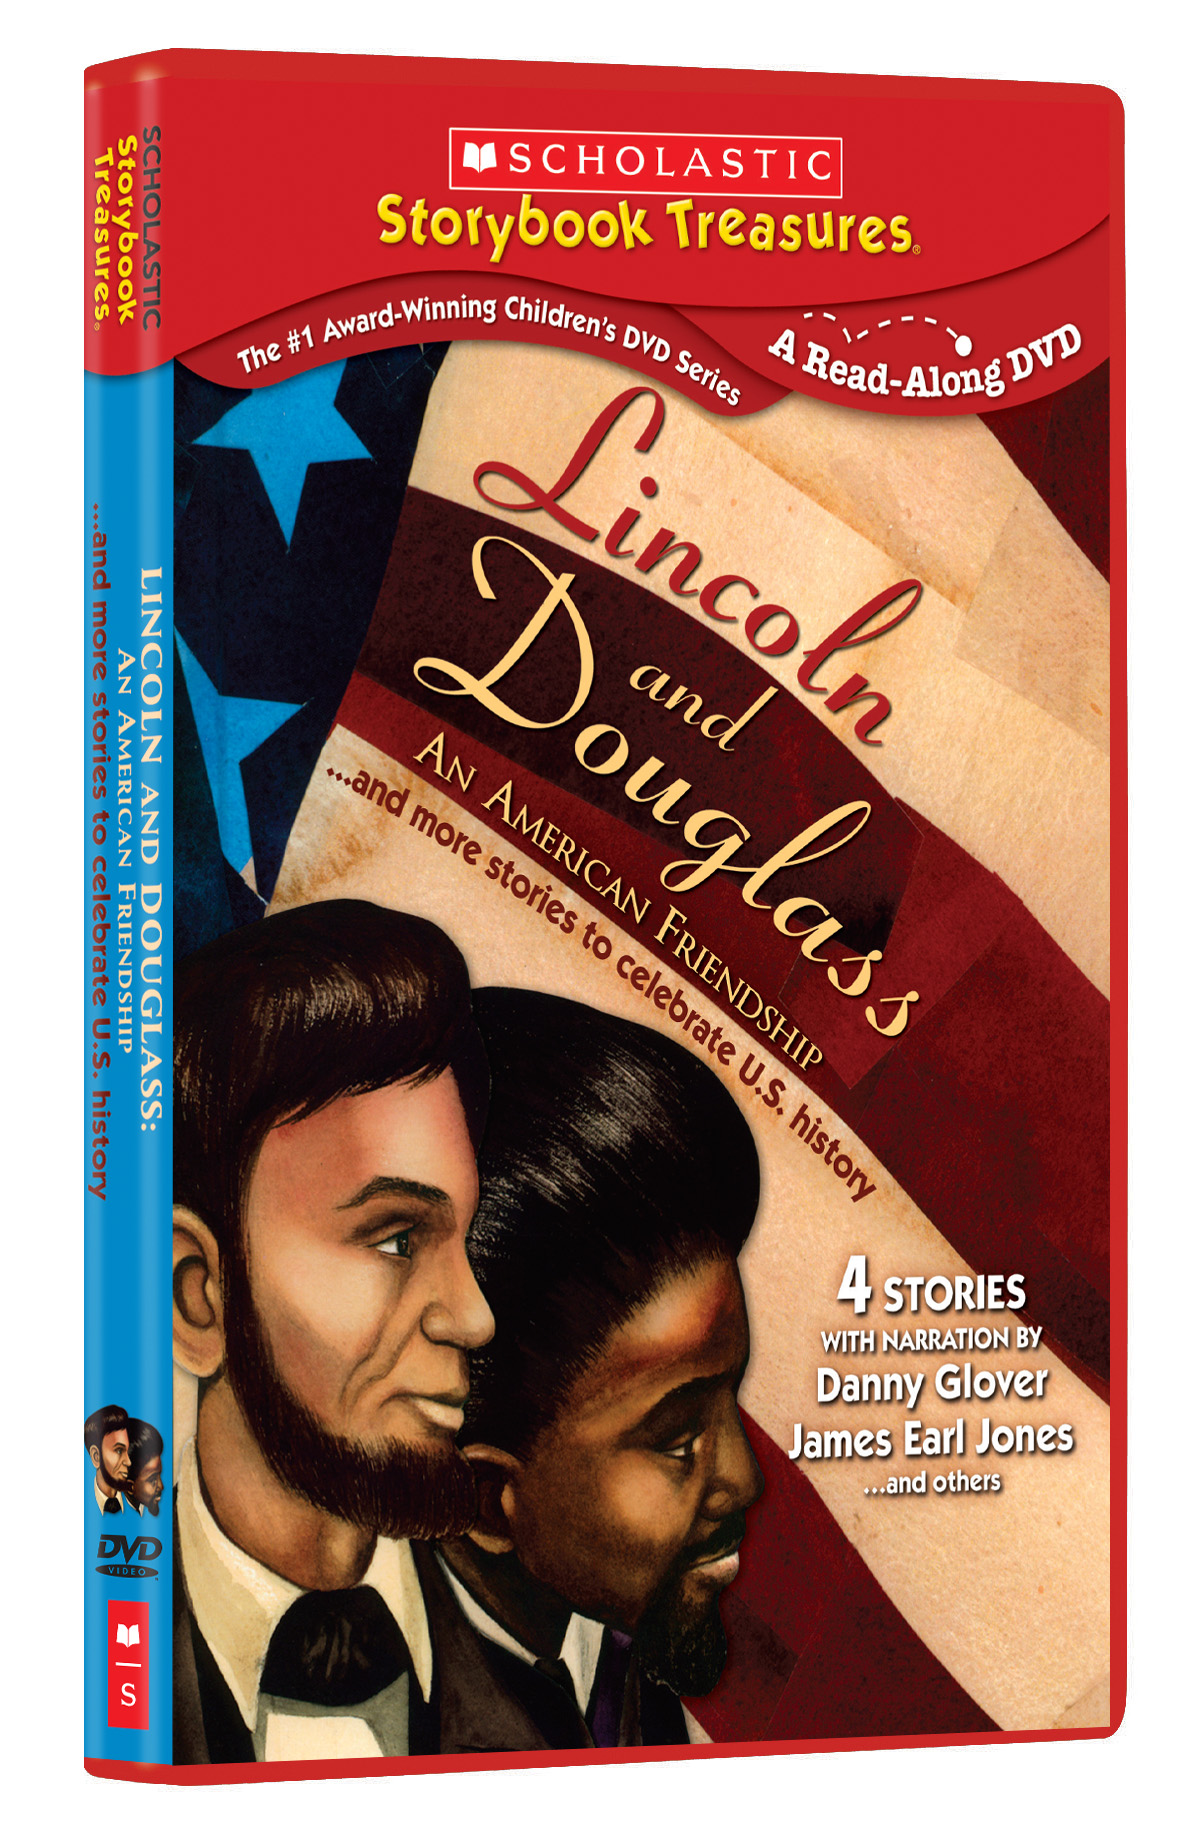 SCHOLASTIC
Storybook Treasures®
The #1 Award-Winning Children's DVD Series
A Read-Along DVD
Lincoln
and
Douglass
An American Friendship
...and more stories to celebrate U.S. history
4 STORIES
WITH NARRATION BY
Danny Glover
James Earl Jones
...and others
SCHOLASTIC
Storybook
Treasures®
LINCOLN AND DOUGLASS:
AN AMERICAN FRIENDSHIP
...and more stories to celebrate U.S. history
DVD
VIDEO
S